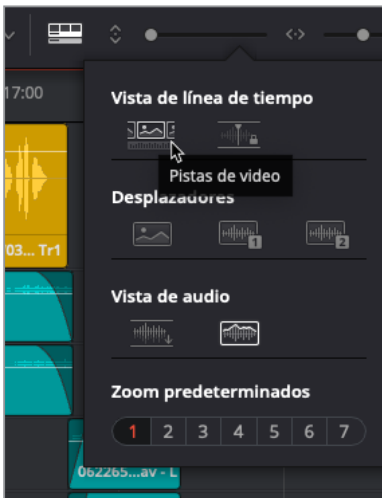 17:00
Vista de línea de tiempo
Pistas de video
Desplazadores
1
2
03... Tr1
Vista de audio
Zoom predeterminados
1 2 3 4 5 6 7
062265...av - L